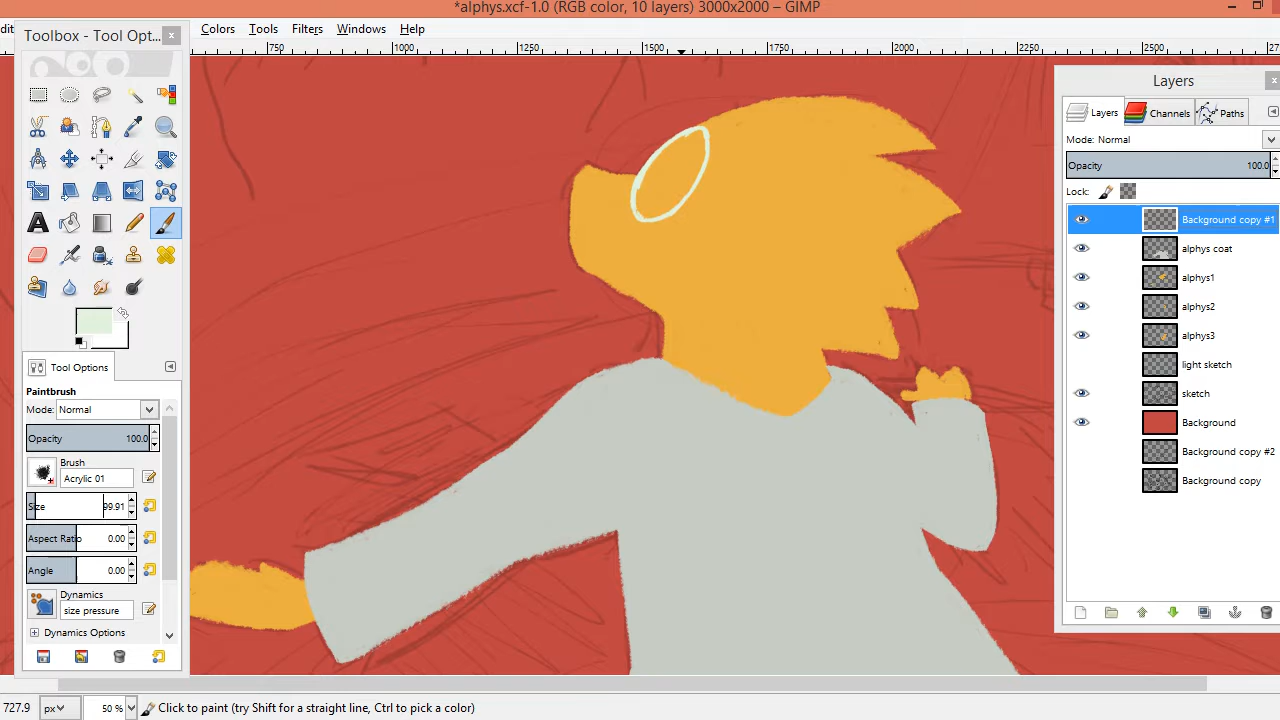 *alphys.xcf-1.0 (RGB color, 10 layers) 3000x2000 – GIMP
Toolbox - Tool Opt...
Colors Tools Filters Windows Help
750 1000 1250 1500 1750 2000 2250 2500
Layers
Layers Channels Paths
Mode: Normal
Opacity 100.0
Lock:
Background copy #1
alphys coat
alphys1
alphys2
alphys3
light sketch
sketch
Background
Background copy #2
Background copy
Tool Options
Paintbrush
Mode: Normal
Opacity 100.0
Brush
Acrylic 01
Size 99.91
Aspect Ratio 0.00
Angle 0.00
Dynamics
size pressure
Dynamics Options
727.9 px 50 % Click to paint (try Shift for a straight line, Ctrl to pick a color)